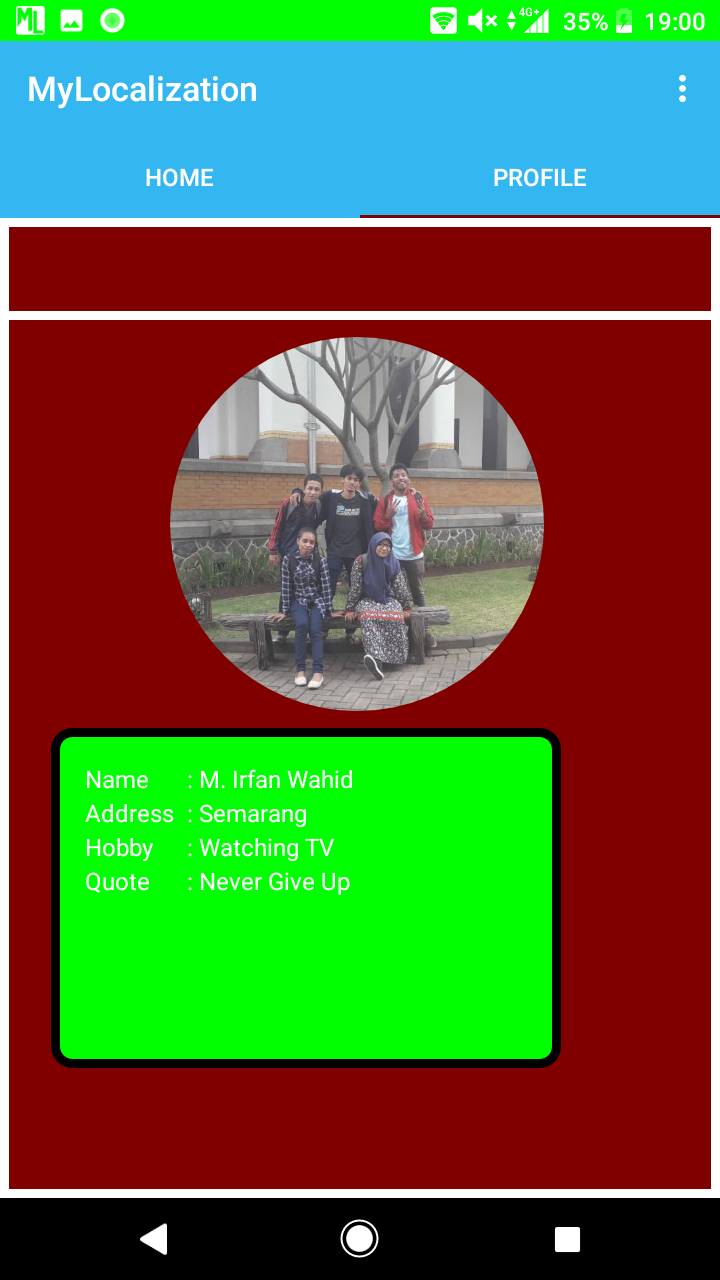 ML 4G+ 35% 19:00
MyLocalization
HOME PROFILE
Name : M. Irfan Wahid
Address : Semarang
Hobby : Watching TV
Quote : Never Give Up